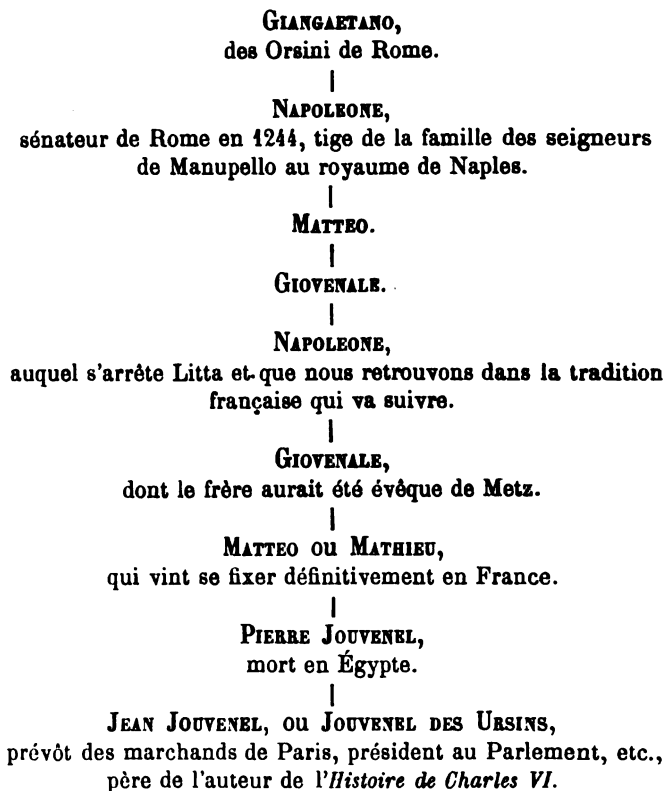 GIANGAETANO,
des Orsini de Rome.
NAPOLEONE,
sénateur de Rome en 1244, tige de la famille des seigneurs
de Manupello au royaume de Naples.
MATTEO.
GIOVENALE.
NAPOLEONE,
auquel s'arrête Litta et que nous retrouvons dans la tradition
française qui va suivre.
GIOVENALE,
dont le frère aurait été évêque de Metz.
MATTEO OU MATHIEU,
qui vint se fixer définitivement en France.
PIERRE JOUVENEL,
mort en Égypte.
JEAN JOUVENEL, OU JOUVENEL DES URSINS,
prévôt des marchands de Paris, président au Parlement, etc.,
père de l'auteur de l'Histoire de Charles VI.